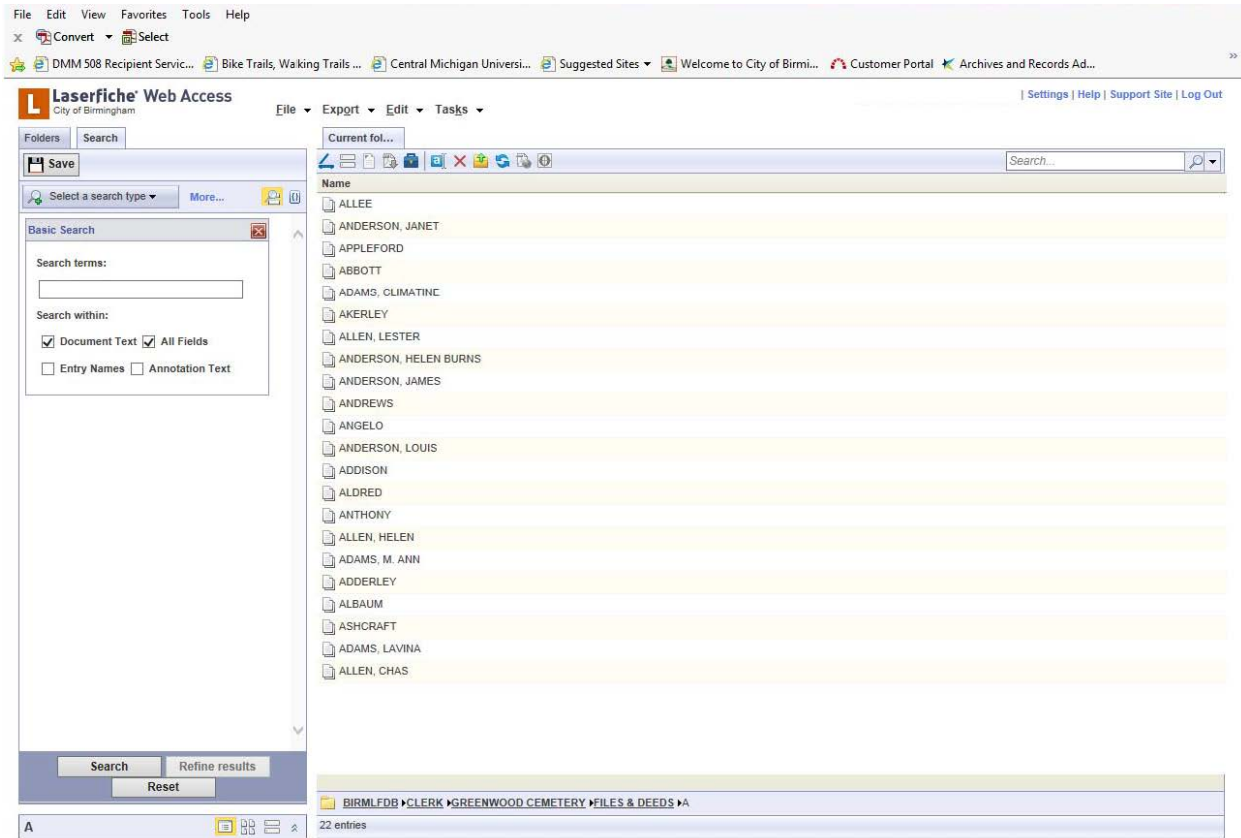 File Edit View Favorites Tools Help
x Convert Select
DMM 508 Recipient Servic... Bike Trails, Walking Trails ... Central Michigan Universi... Suggested Sites Welcome to City of Birmi... Customer Portal Archives and Records Ad... »
Laserfiche Web Access
City of Birmingham
File Export Edit Tasks
| Settings | Help | Support Site | Log Out
Folders Search
Save
Select a search type More...
Basic Search
Search terms:
Search within:
Document Text All Fields
Entry Names Annotation Text
Search Refine results
Reset
A
Current fol...
Search...
Name
ALLEE
ANDERSON, JANET
APPLEFORD
ABBOTT
ADAMS, CLIMATINE
AKERLEY
ALLEN, LESTER
ANDERSON, HELEN BURNS
ANDERSON, JAMES
ANDREWS
ANGELO
ANDERSON, LOUIS
ADDISON
ALDRED
ANTHONY
ALLEN, HELEN
ADAMS, M. ANN
ADDERLEY
ALBAUM
ASHCRAFT
ADAMS, LAVINA
ALLEN, CHAS
BIRMLFDB CLERK GREENWOOD CEMETERY FILES & DEEDS A
22 entries